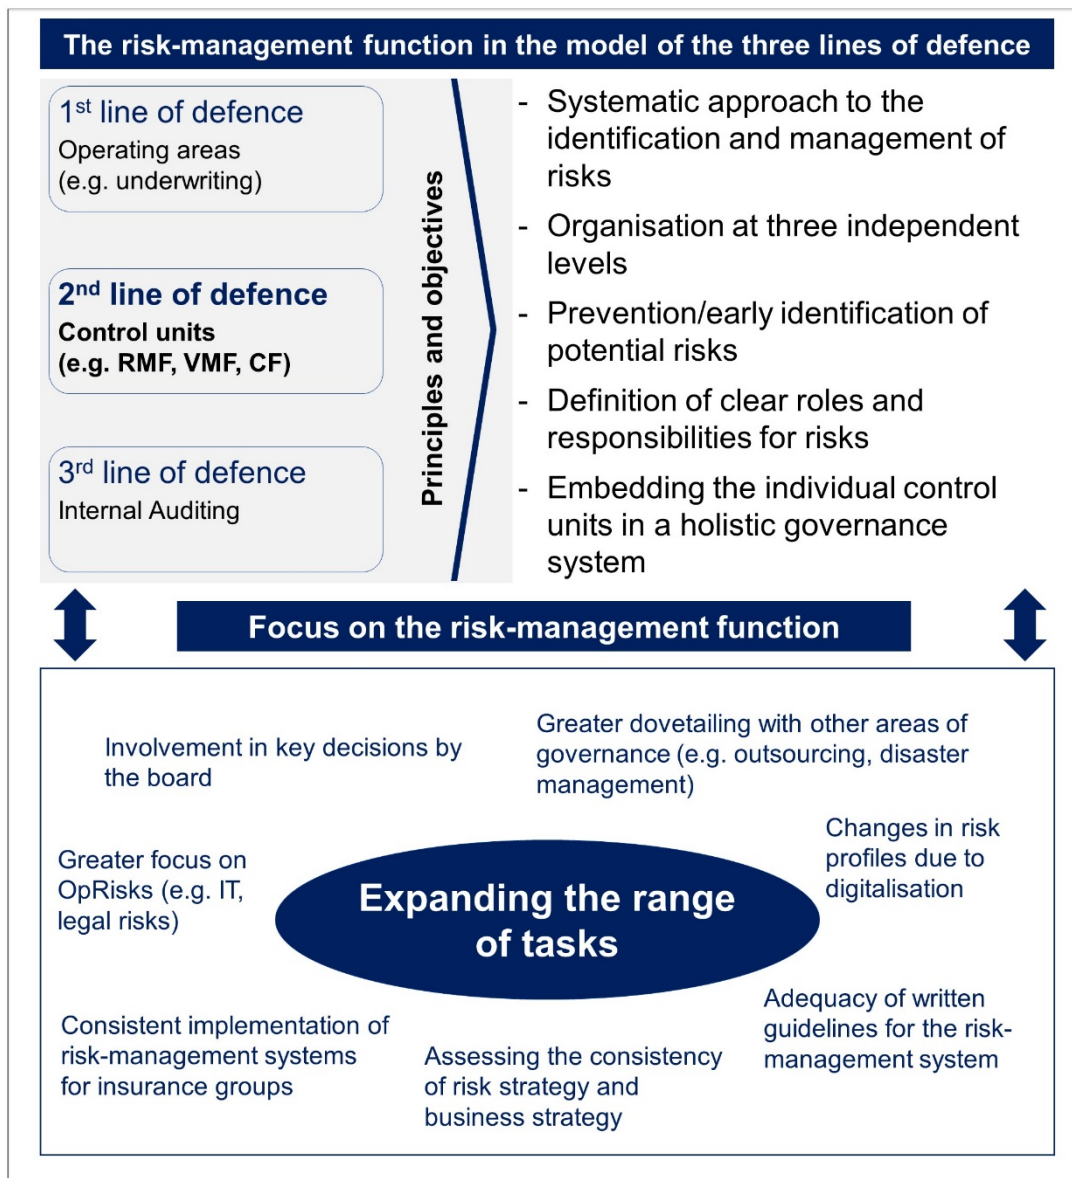 The risk-management function in the model of the three lines of defence
1st line of defence
Operating areas
(e.g. underwriting)
2nd line of defence
Control units
(e.g. RMF, VMF, CF)
3rd line of defence
Internal Auditing
Principles and objectives
- Systematic approach to the
identification and management of
risks
- Organisation at three independent
levels
- Prevention/early identification of
potential risks
- Definition of clear roles and
responsibilities for risks
- Embedding the individual control
units in a holistic governance
system
Focus on the risk-management function
Involvement in key decisions by
the board
Greater dovetailing with other areas of
governance (e.g. outsourcing, disaster
management)
Greater focus on
OpRisks (e.g. IT,
legal risks)
Changes in risk
profiles due to
digitalisation
Expanding the range
of tasks
Consistent implementation of
risk-management systems
for insurance groups
Assessing the consistency
of risk strategy and
business strategy
Adequacy of written
guidelines for the risk-
management system